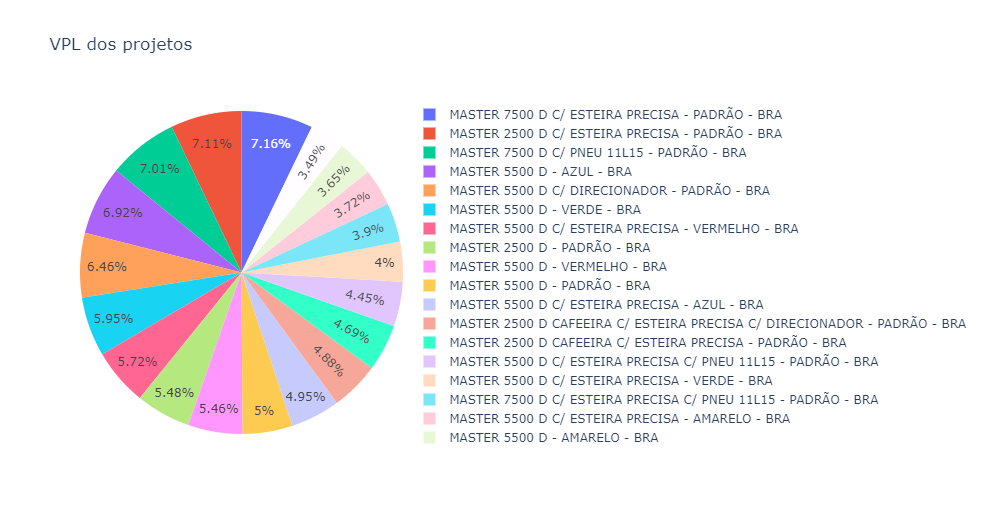 VPL dos projetos
7.16%
7.11%
7.01%
6.92%
6.46%
5.95%
5.72%
5.48%
5.46%
5%
4.95%
4.88%
4.69%
4.45%
4%
3.9%
3.72%
3.65%
3.49%
MASTER 7500 D C/ ESTEIRA PRECISA - PADRÃO - BRA
MASTER 2500 D C/ ESTEIRA PRECISA - PADRÃO - BRA
MASTER 7500 D C/ PNEU 11L15 - PADRÃO - BRA
MASTER 5500 D - AZUL - BRA
MASTER 5500 D C/ DIRECIONADOR - PADRÃO - BRA
MASTER 5500 D - VERDE - BRA
MASTER 5500 D C/ ESTEIRA PRECISA - VERMELHO - BRA
MASTER 2500 D - PADRÃO - BRA
MASTER 5500 D - VERMELHO - BRA
MASTER 5500 D - PADRÃO - BRA
MASTER 5500 D C/ ESTEIRA PRECISA - AZUL - BRA
MASTER 2500 D CAFEEIRA C/ ESTEIRA PRECISA C/ DIRECIONADOR - PADRÃO - BRA
MASTER 2500 D CAFEEIRA C/ ESTEIRA PRECISA - PADRÃO - BRA
MASTER 5500 D C/ ESTEIRA PRECISA C/ PNEU 11L15 - PADRÃO - BRA
MASTER 5500 D C/ ESTEIRA PRECISA - VERDE - BRA
MASTER 7500 D C/ ESTEIRA PRECISA C/ PNEU 11L15 - PADRÃO - BRA
MASTER 5500 D C/ ESTEIRA PRECISA - AMARELO - BRA
MASTER 5500 D - AMARELO - BRA